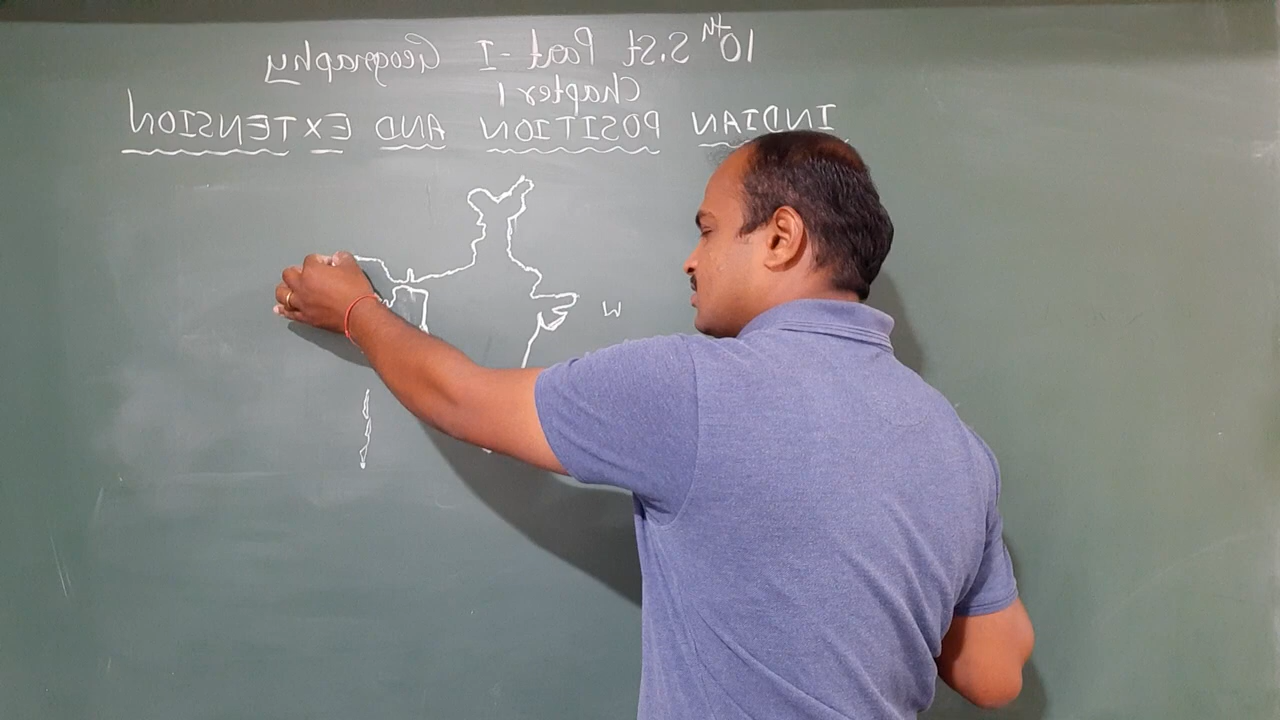 10th S.St Part-I Geography
Chapter 1
INDIAN POSITION AND EXTENSION
W